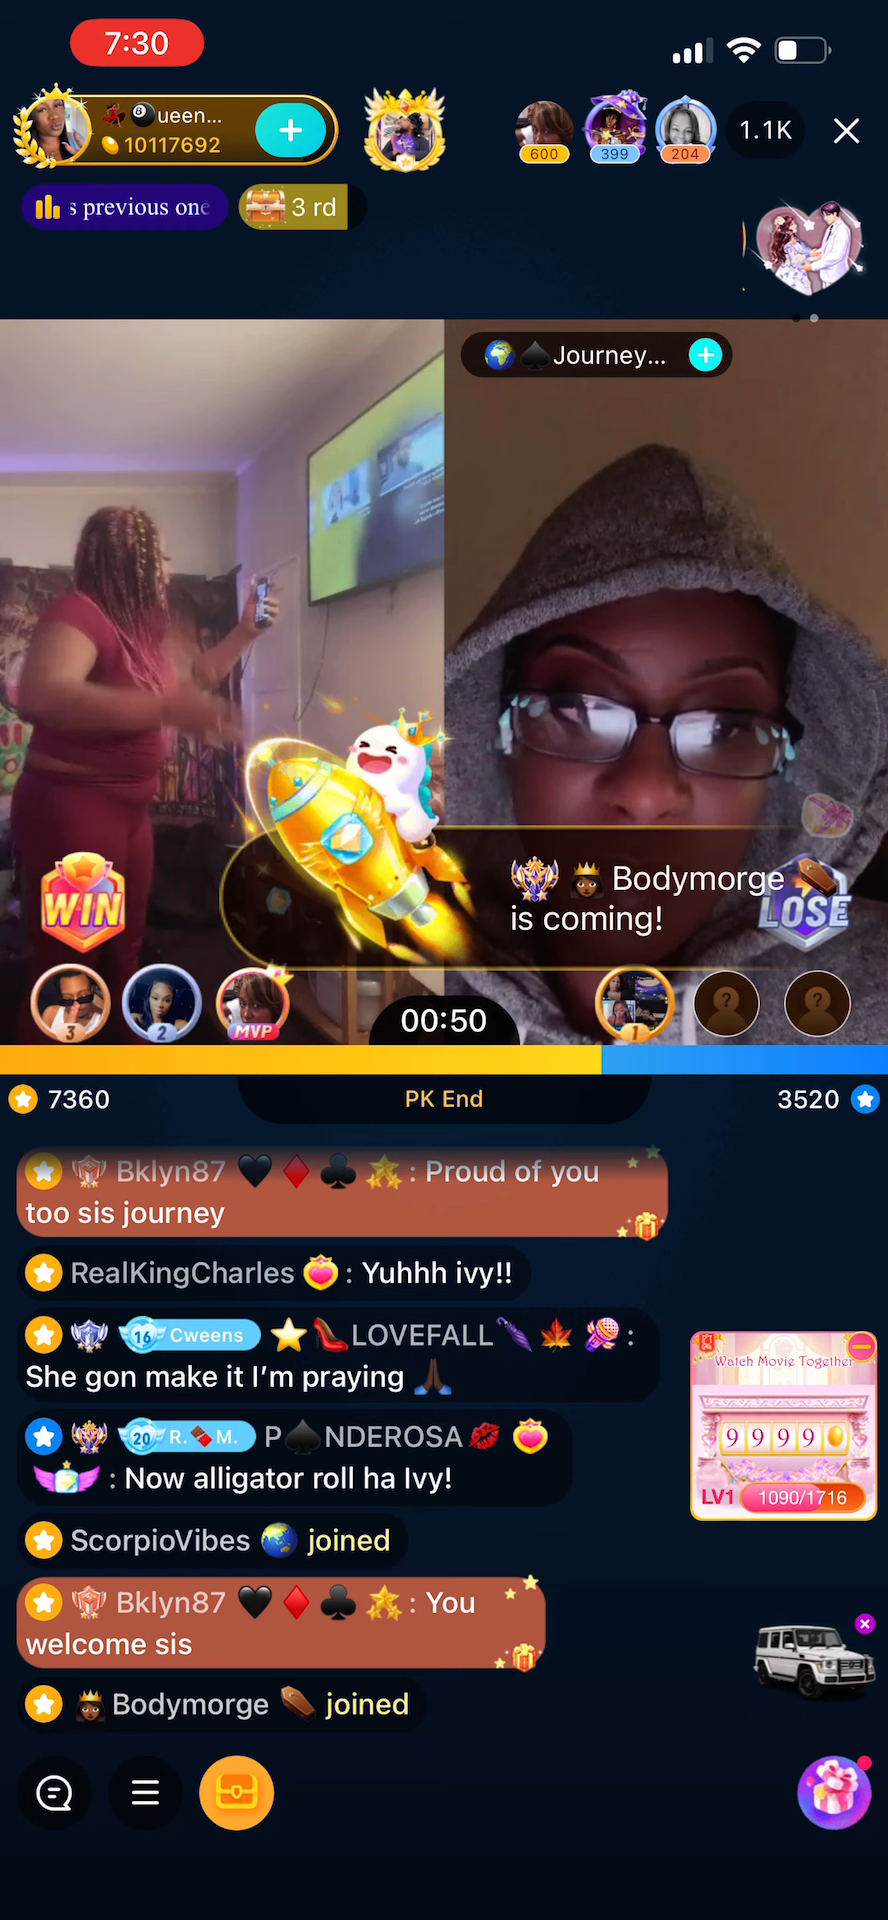 7:30
🎱ueen...
10117692
600
399
204
1.1K
s previous one
3 rd
🌍♠️Journey...
Bodymorge ⚰️
is coming!
WIN
LOSE
3
2
MVP
1
00:50
7360
PK End
3520
Bklyn87 🖤♦️♣️: Proud of you
too sis journey
RealKingCharles : Yuhhh ivy!!
16 Cweens ⭐👠LOVEFALL🌂🍁🎤:
She gon make it I'm praying 🙏🏿
20 R.🍫M. P♠️NDEROSA💋
: Now alligator roll ha Ivy!
ScorpioVibes 🌏 joined
Bklyn87 🖤♦️♣️: You
welcome sis
Bodymorge ⚰️ joined
Watch Movie Together
9 9 9 9
LV1 1090/1716